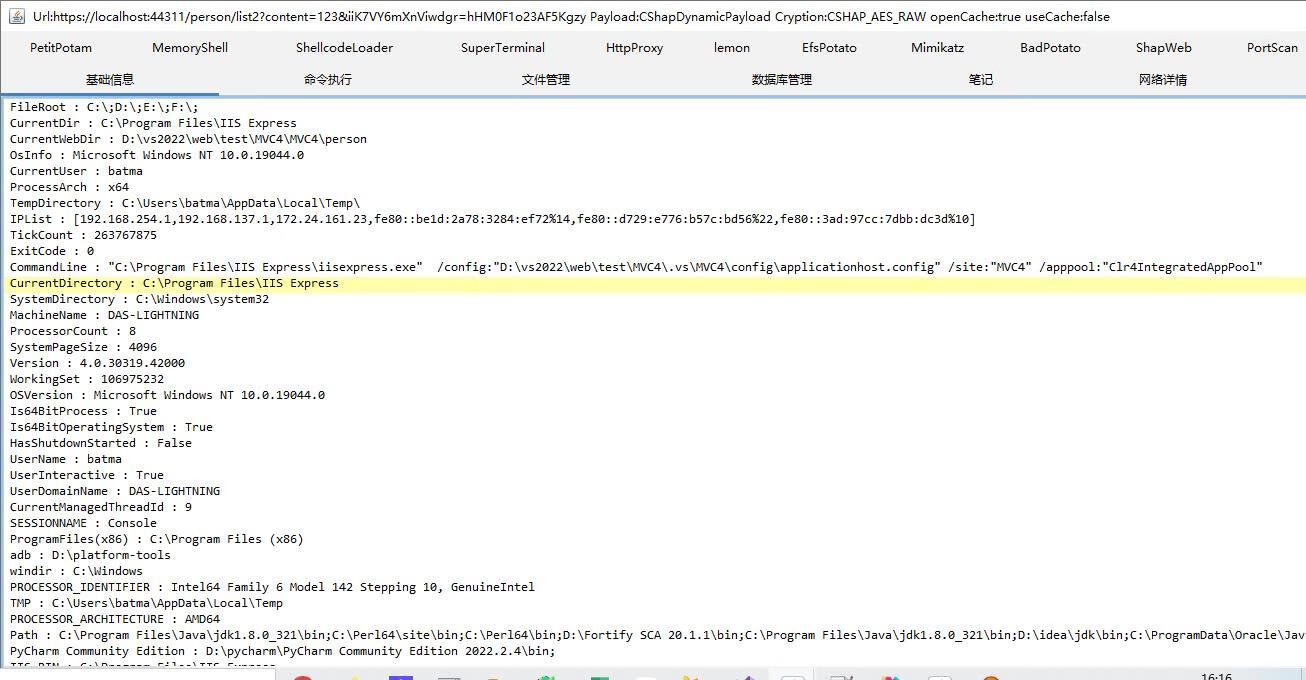 Url:https://localhost:44311/person/list2?content=123&iiK7VY6mXnViwdgr=hHM0F1o23AF5Kgzy Payload:CShapDynamicPayload Cryption:CSHAP_AES_RAW openCache:true useCache:false
PetitPotam MemoryShell ShellcodeLoader SuperTerminal HttpProxy lemon EfsPotato Mimikatz BadPotato ShapWeb PortScan
基础信息 命令执行 文件管理 数据库管理 笔记 网络详情
FileRoot : C:\;D:\;E:\;F:\;
CurrentDir : C:\Program Files\IIS Express
CurrentWebDir : D:\vs2022\web\test\MVC4\MVC4\person
OsInfo : Microsoft Windows NT 10.0.19044.0
CurrentUser : batma
ProcessArch : x64
TempDirectory : C:\Users\batma\AppData\Local\Temp\
IPList : [192.168.254.1,192.168.137.1,172.24.161.23,fe80::be1d:2a78:3284:ef72%14,fe80::d729:e776:b57c:bd56%22,fe80::3ad:97cc:7dbb:dc3d%10]
TickCount : 263767875
ExitCode : 0
CommandLine : "C:\Program Files\IIS Express\iisexpress.exe"  /config:"D:\vs2022\web\test\MVC4\.vs\MVC4\config\applicationhost.config" /site:"MVC4" /apppool:"Clr4IntegratedAppPool"
CurrentDirectory : C:\Program Files\IIS Express
SystemDirectory : C:\Windows\system32
MachineName : DAS-LIGHTNING
ProcessorCount : 8
SystemPageSize : 4096
Version : 4.0.30319.42000
WorkingSet : 106975232
OSVersion : Microsoft Windows NT 10.0.19044.0
Is64BitProcess : True
Is64BitOperatingSystem : True
HasShutdownStarted : False
UserName : batma
UserInteractive : True
UserDomainName : DAS-LIGHTNING
CurrentManagedThreadId : 9
SESSIONNAME : Console
ProgramFiles(x86) : C:\Program Files (x86)
adb : D:\platform-tools
windir : C:\Windows
PROCESSOR_IDENTIFIER : Intel64 Family 6 Model 142 Stepping 10, GenuineIntel
TMP : C:\Users\batma\AppData\Local\Temp
PROCESSOR_ARCHITECTURE : AMD64
Path : C:\Program Files\Java\jdk1.8.0_321\bin;C:\Perl64\site\bin;C:\Perl64\bin;D:\Fortify SCA 20.1.1\bin;C:\Program Files\Java\jdk1.8.0_321\bin;D:\idea\jdk\bin;C:\ProgramData\Oracle\Jav
PyCharm Community Edition : D:\pycharm\PyCharm Community Edition 2022.2.4\bin;
IIS_BIN : C:\Program Files\IIS Express
16:16